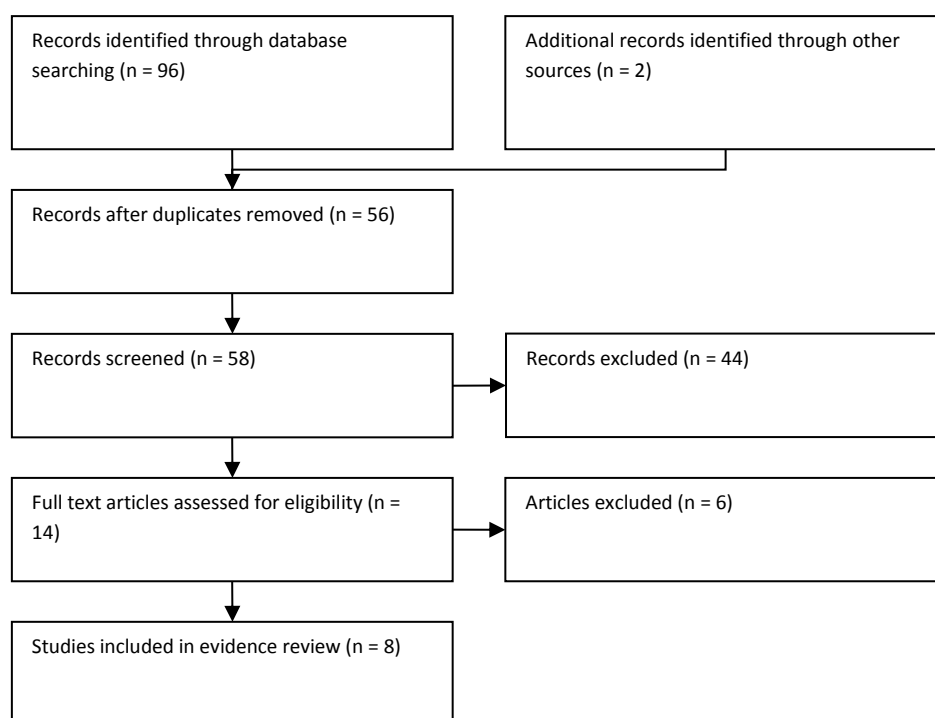 Records identified through database
searching (n = 96)
Additional records identified through other
sources (n = 2)
Records after duplicates removed (n = 56)
Records screened (n = 58)
Records excluded (n = 44)
Full text articles assessed for eligibility (n =
14)
Articles excluded (n = 6)
Studies included in evidence review (n = 8)